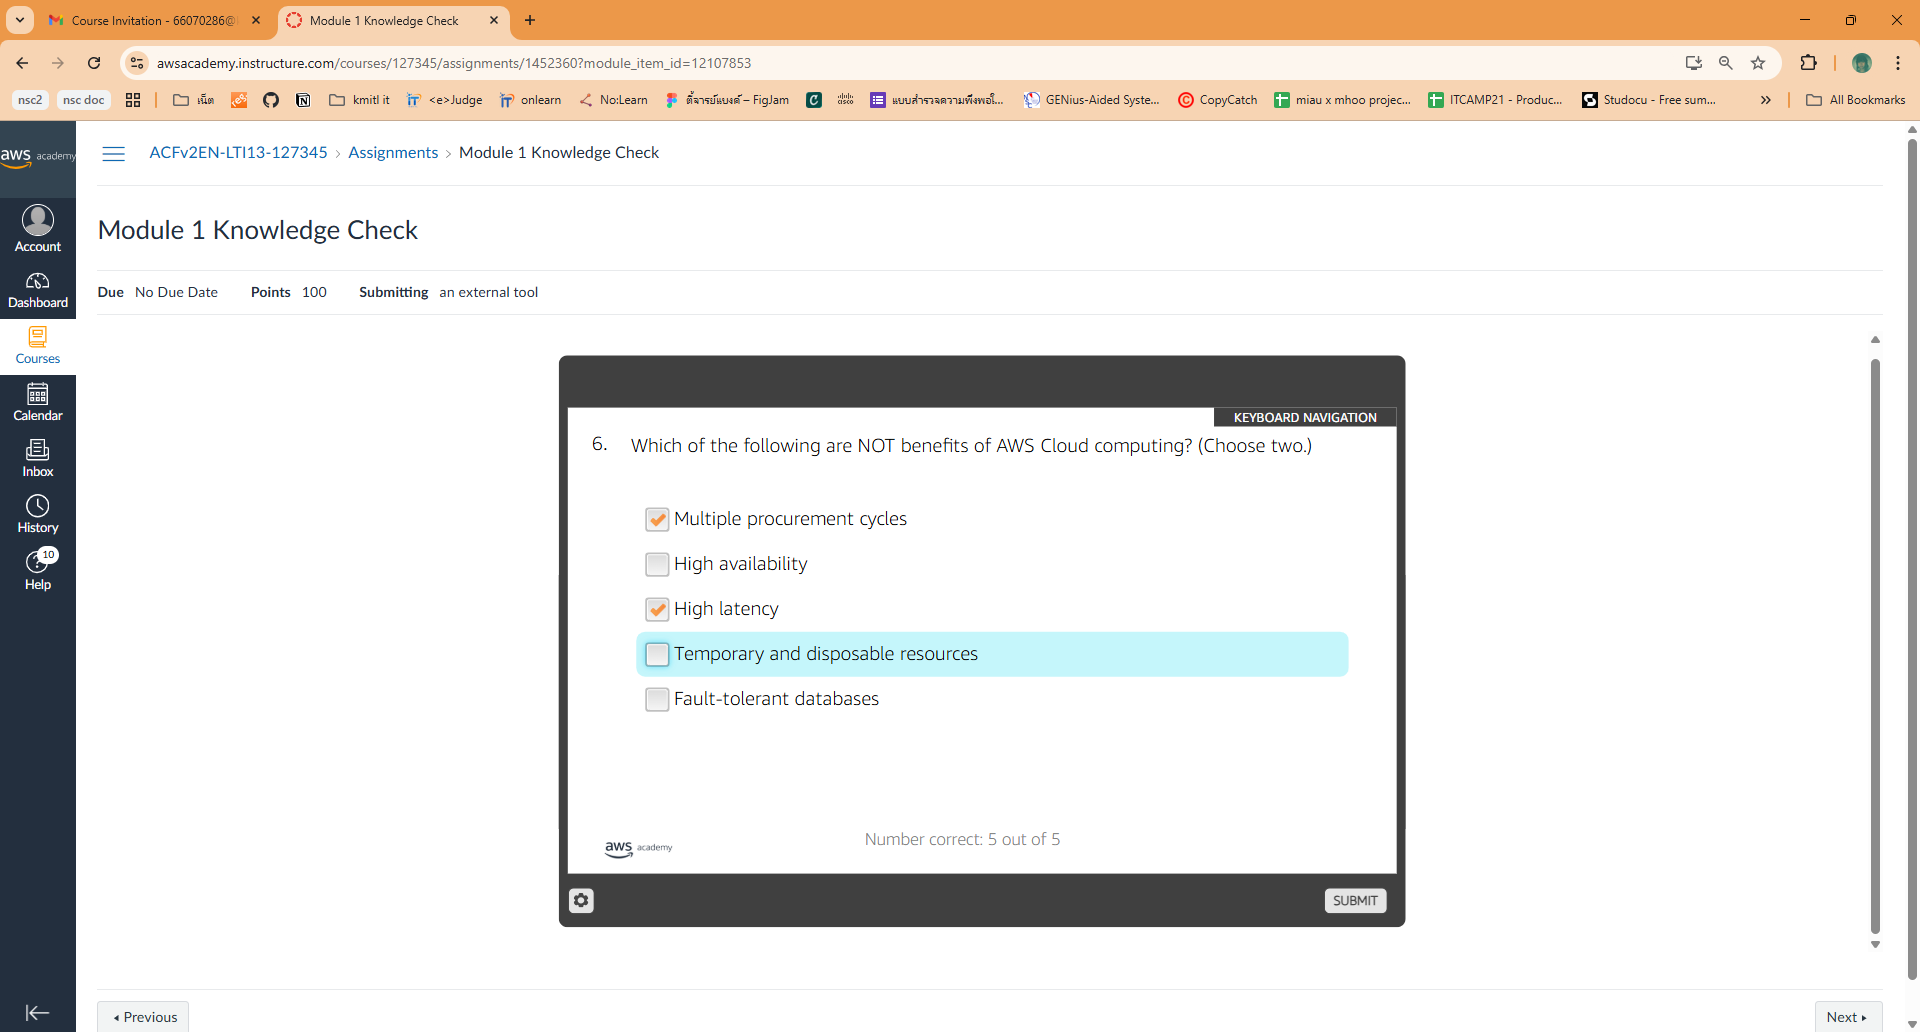 Course Invitation - 66070286@
Module 1 Knowledge Check
awsacademy.instructure.com/courses/127345/assignments/1452360?module_item_id=12107853
nsc2
nsc doc
เน็ต
kmitl it
<e>Judge
onlearn
No:Learn
ติ้จารย์แบงค์ – FigJam
แบบสำรวจความพึงพอใ...
GENius-Aided Syste...
CopyCatch
miau x mhoo projec...
ITCAMP21 - Produc...
Studocu - Free sum...
All Bookmarks
aws academy
ACFv2EN-LTI13-127345 › Assignments › Module 1 Knowledge Check
Account
Dashboard
Courses
Calendar
Inbox
History
10
Help
Module 1 Knowledge Check
Due No Due Date Points 100 Submitting an external tool
KEYBOARD NAVIGATION
6. Which of the following are NOT benefits of AWS Cloud computing? (Choose two.)
Multiple procurement cycles
High availability
High latency
Temporary and disposable resources
Fault-tolerant databases
Number correct: 5 out of 5
aws academy
SUBMIT
Previous
Next